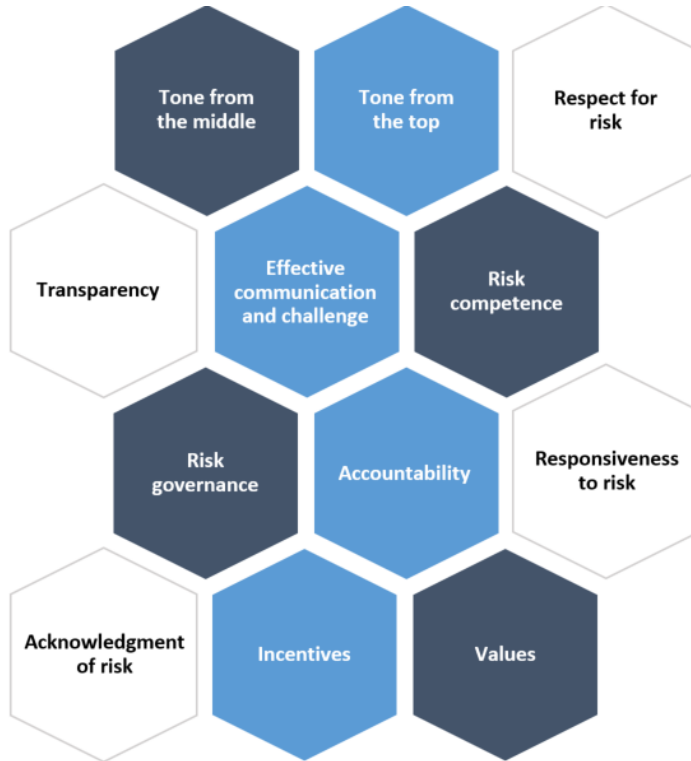 Tone from
the middle
Tone from
the top
Respect for
risk
Transparency
Effective
communication
and challenge
Risk
competence
Risk
governance
Accountability
Responsiveness
to risk
Acknowledgment
of risk
Incentives
Values